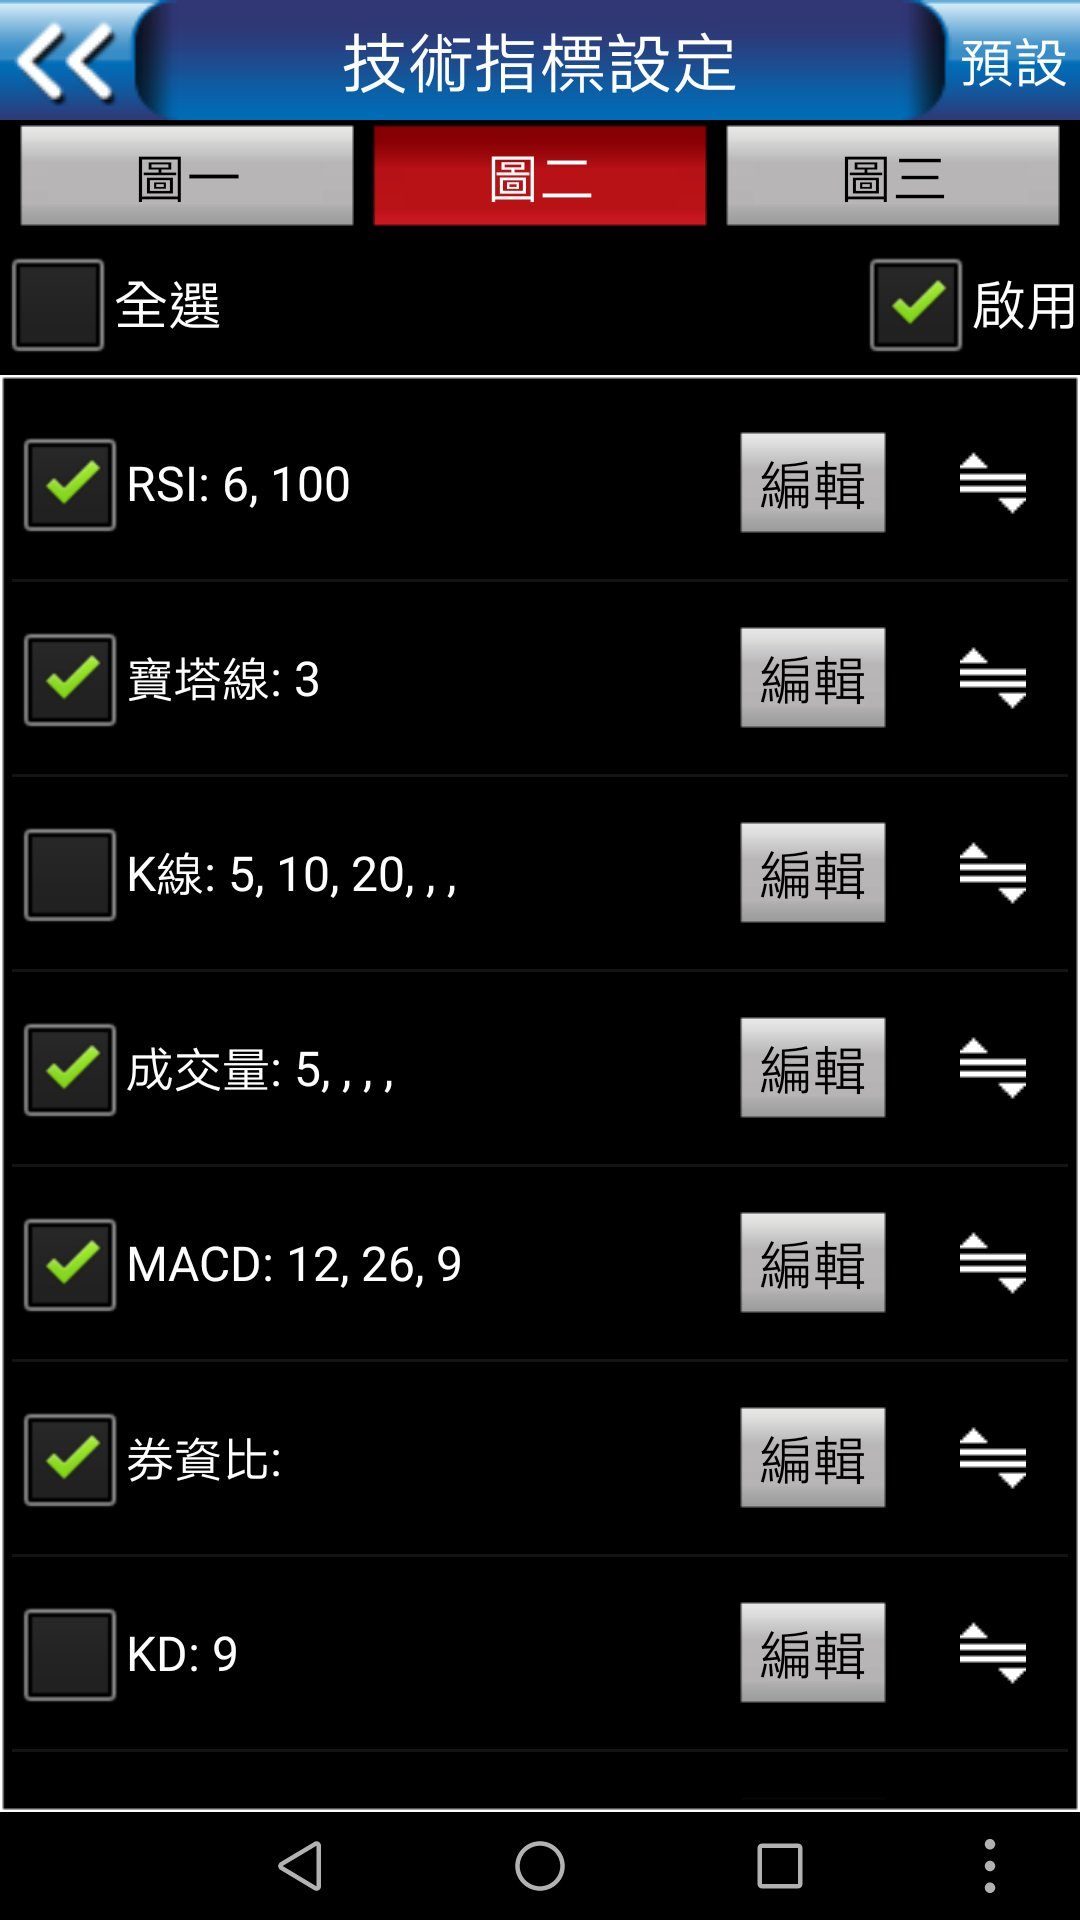 技術指標設定
預設
圖一
圖二
圖三
全選
啟用
RSI: 6, 100
編輯
寶塔線: 3
編輯
K線: 5, 10, 20, , ,
編輯
成交量: 5, , , ,
編輯
MACD: 12, 26, 9
編輯
券資比:
編輯
KD: 9
編輯